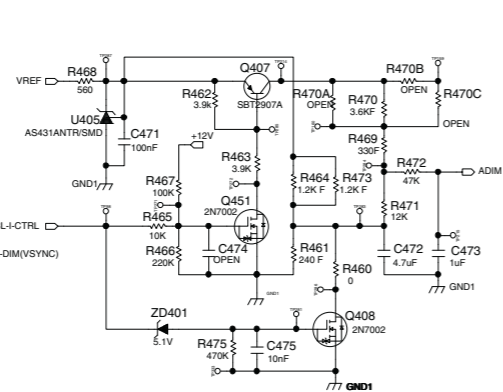 Q407
R470B
R468
VREF
560
R462
3.9k
SBT2907A
OPEN
R470A
OPEN
R470
3.6KF
R470C
U405
AS431ANTR/SMD
C471
100nF
+12V
OPEN
R469
330F
R463
3.9K
R472
ADIM
47K
GND1
R467
100K
R464
1.2K F
R473
1.2K F
Q451
2N7002
R471
12K
L-I-CTRL
R465
10K
-DIM(VSYNC)
R466
220K
C474
OPEN
R461
240 F
R460
0
C472
4.7uF
C473
1uF
GND1
GND1
ZD401
5.1V
Q408
2N7002
R475
470K
C475
10nF
GND1